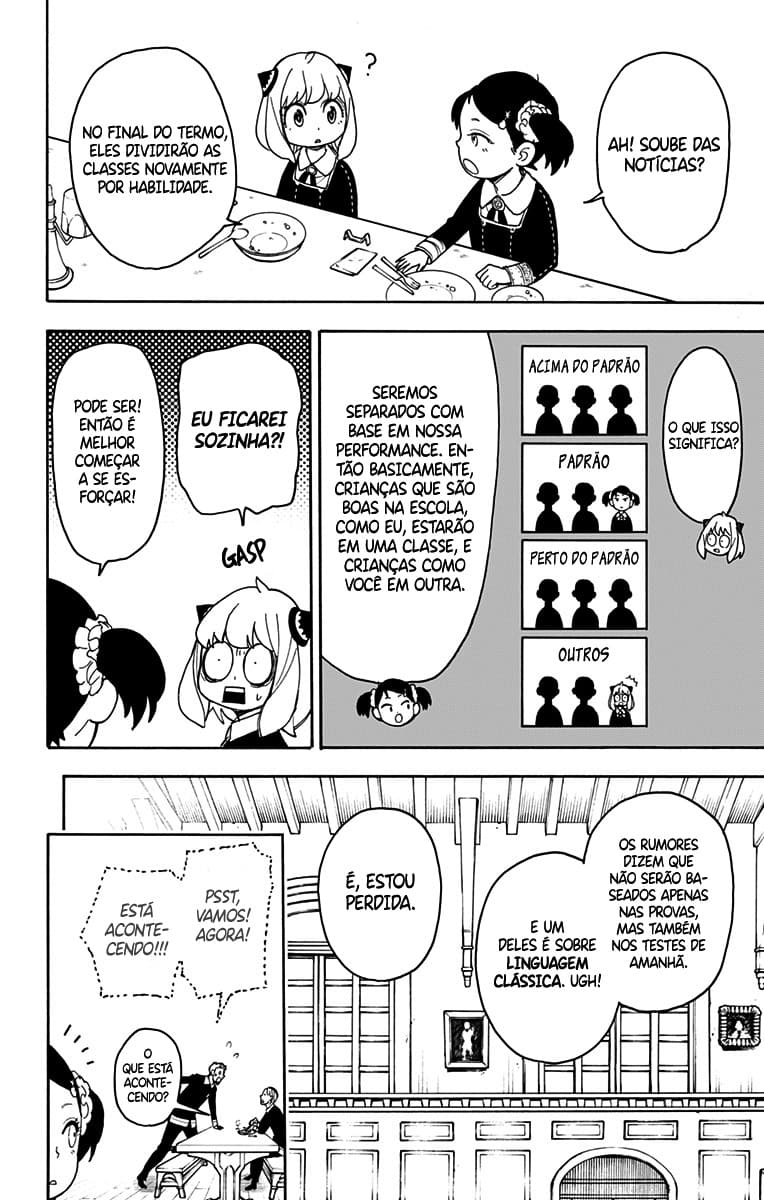 AH! SOUBE DAS
NOTÍCIAS?
?
NO FINAL DO TERMO,
ELES DIVIDIRÃO AS
CLASSES NOVAMENTE
POR HABILIDADE.
O QUE ISSO
SIGNIFICA?
ACIMA DO PADRÃO
PADRÃO
PERTO DO PADRÃO
OUTROS
SEREMOS
SEPARADOS COM
BASE EM NOSSA
PERFORMANCE. EN-
TÃO BASICAMENTE,
CRIANÇAS QUE SÃO
BOAS NA ESCOLA,
COMO EU, ESTARÃO
EM UMA CLASSE, E
CRIANÇAS COMO
VOCÊ EM OUTRA.
EU FICAREI
SOZINHA?!
GASP
PODE SER!
ENTÃO É
MELHOR
COMEÇAR
A SE ES-
FORÇAR!
OS RUMORES
DIZEM QUE
NÃO SERÃO BA-
SEADOS APENAS
NAS PROVAS,
MAS TAMBÉM
NOS TESTES DE
AMANHÃ.
E UM
DELES É SOBRE
LINGUAGEM
CLÁSSICA. UGH!
É, ESTOU
PERDIDA.
PSST,
VAMOS!
AGORA!
ESTÁ
ACONTE-
CENDO!!!
O
QUE ESTÁ
ACONTE-
CENDO?